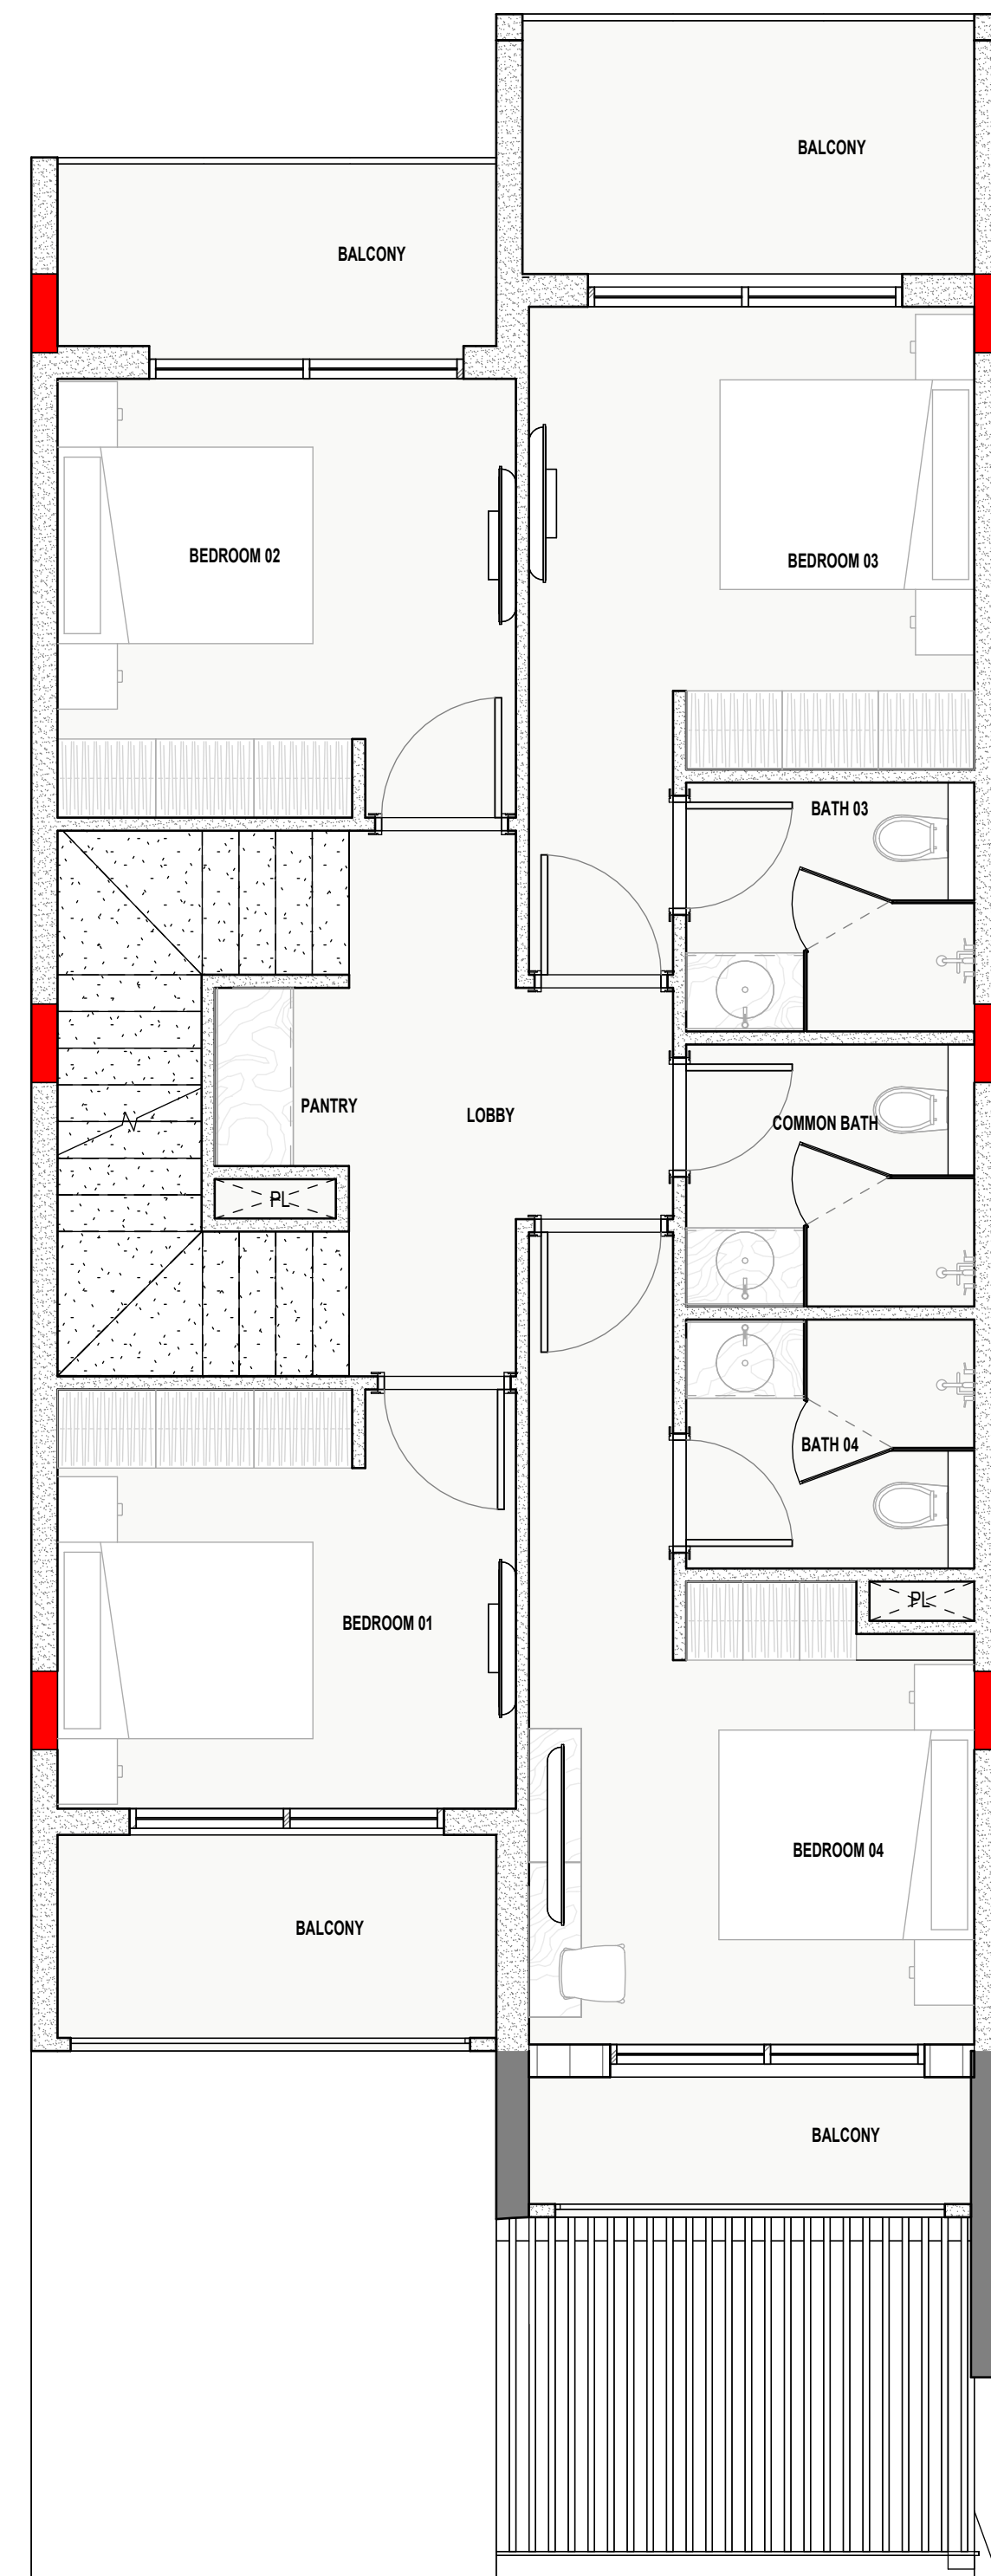 BALCONY
BALCONY
BEDROOM 02
BEDROOM 03
BATH 03
PANTRY
LOBBY
COMMON BATH
PL
BATH 04
PL
BEDROOM 01
BEDROOM 04
BALCONY
BALCONY